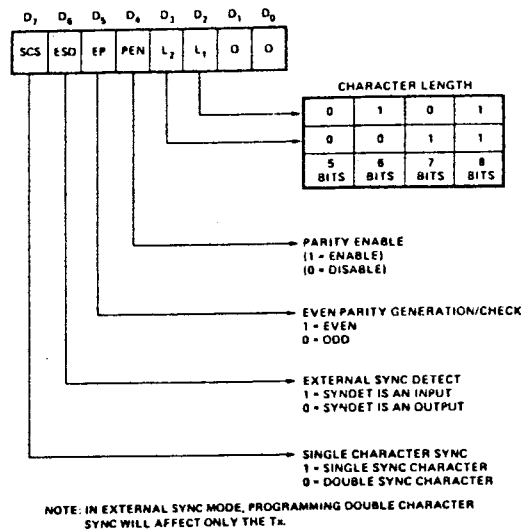 D7 D6 D5 D4 D3 D2 D1 D0
SCS ESD EP PEN L2 L1 0 0
CHARACTER LENGTH
0 1 0 1
0 0 1 1
5 BITS 6 BITS 7 BITS 8 BITS
PARITY ENABLE
(1 = ENABLE)
(0 = DISABLE)
EVEN PARITY GENERATION/CHECK
1 = EVEN
0 = ODD
EXTERNAL SYNC DETECT
1 = SYNDET IS AN INPUT
0 = SYNDET IS AN OUTPUT
SINGLE CHARACTER SYNC
1 = SINGLE SYNC CHARACTER
0 = DOUBLE SYNC CHARACTER
NOTE: IN EXTERNAL SYNC MODE, PROGRAMMING DOUBLE CHARACTER
SYNC WILL AFFECT ONLY THE Tx.